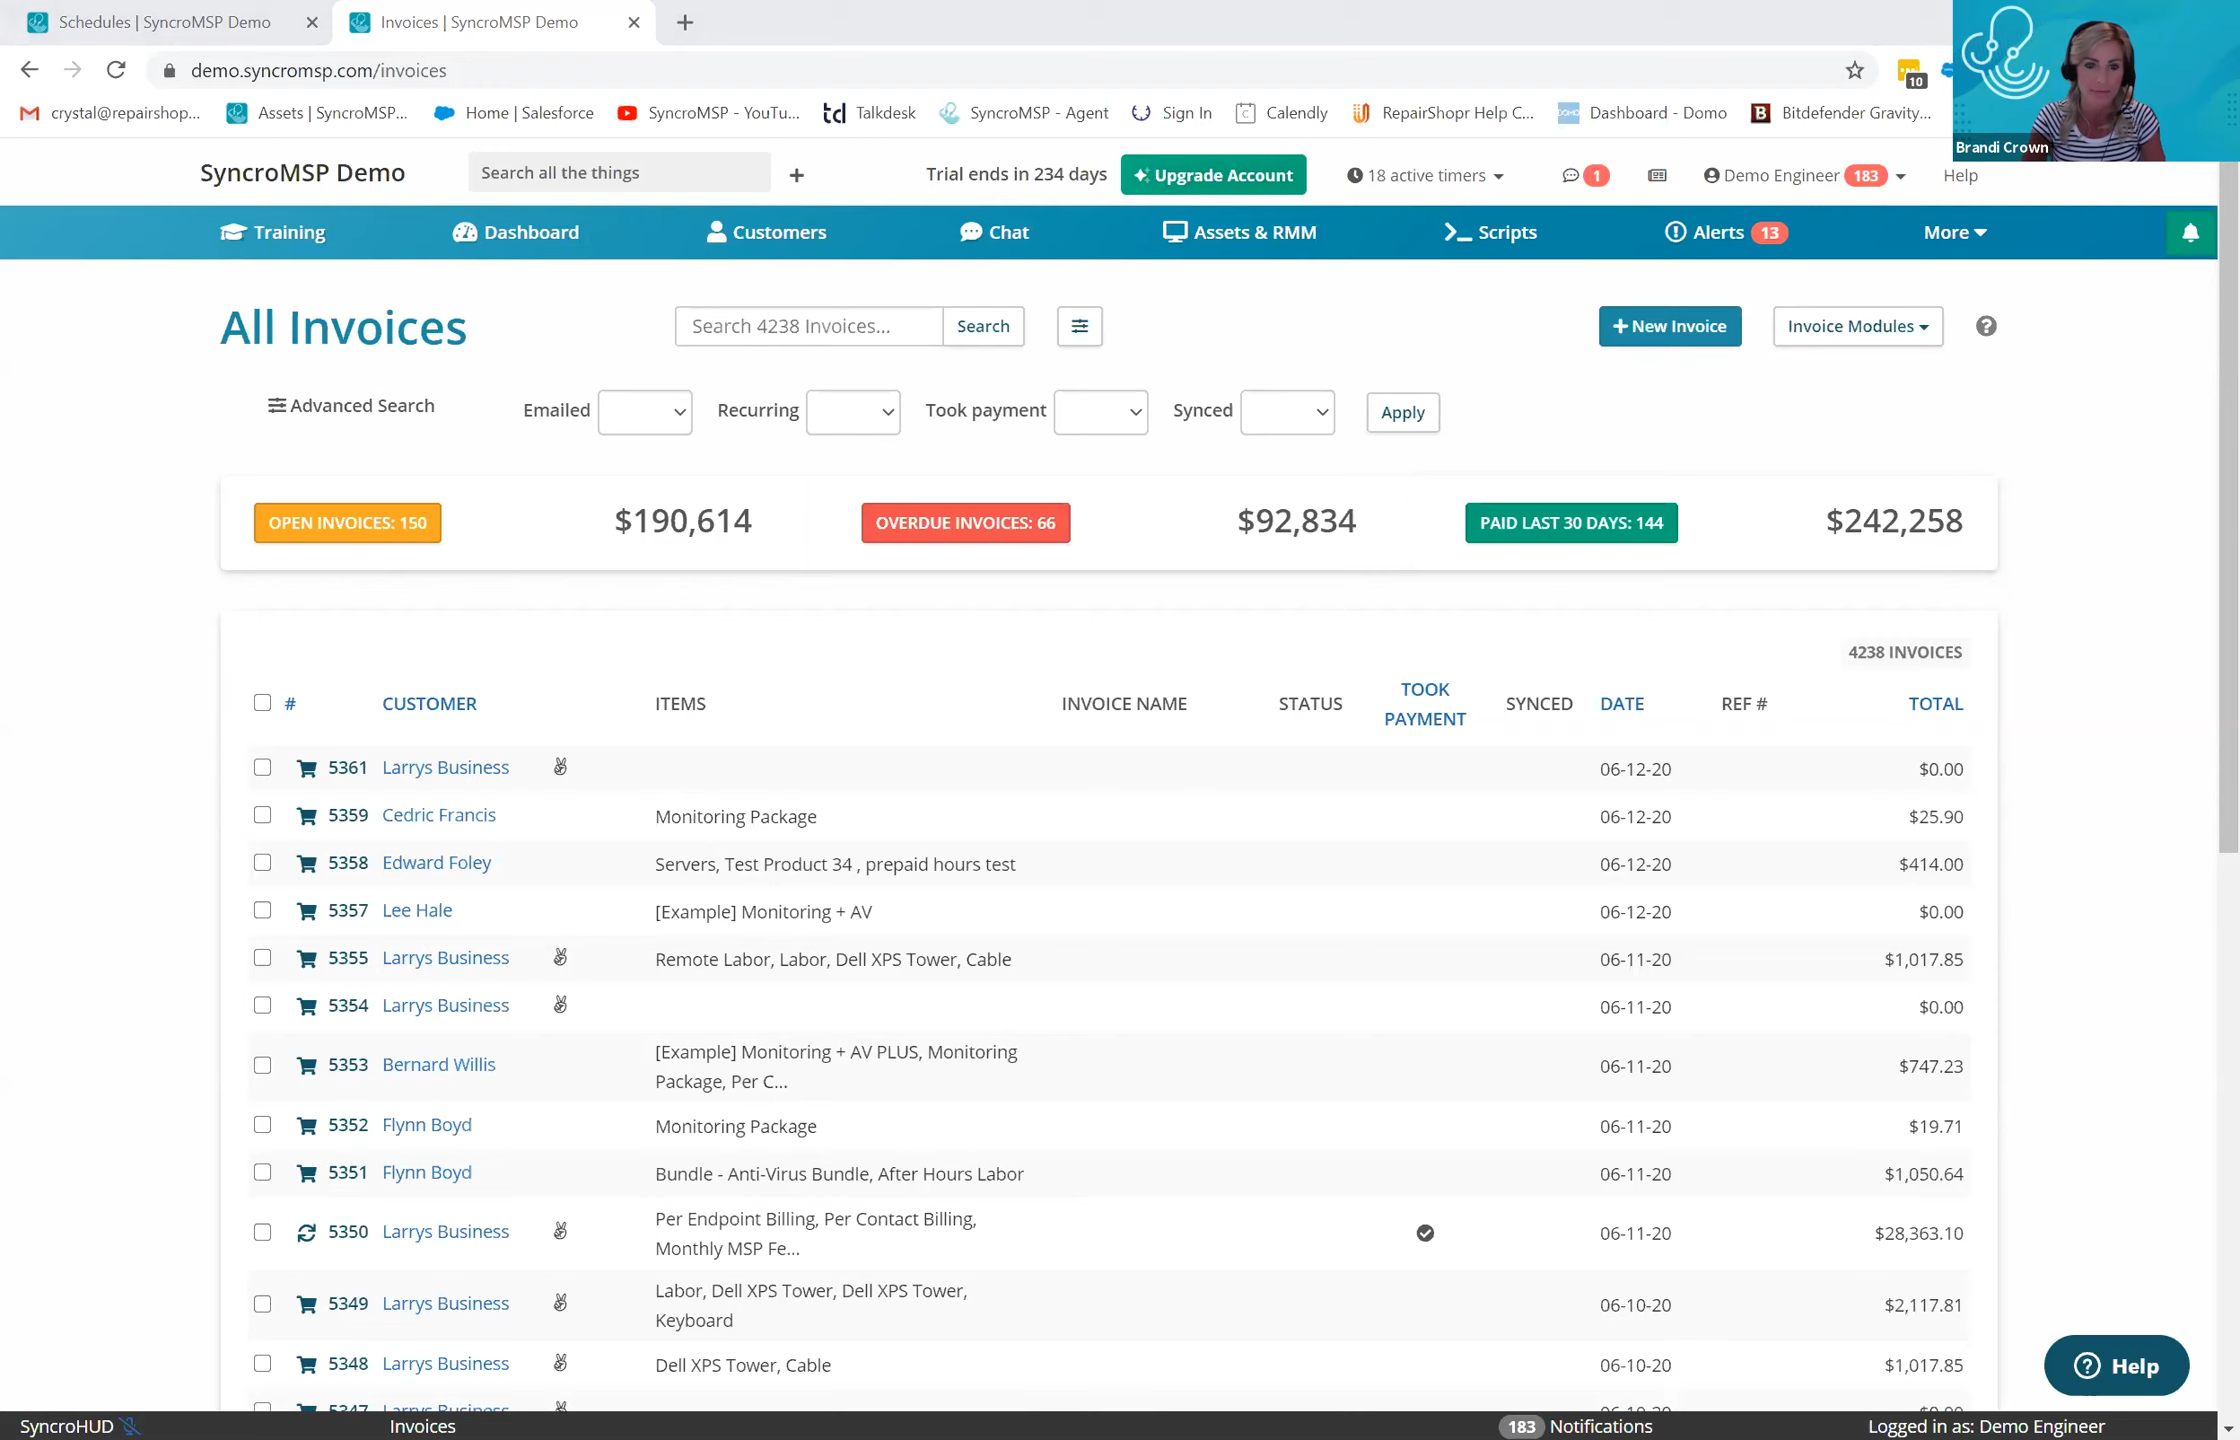 Schedules | SyncroMSP Demo
Invoices | SyncroMSP Demo
demo.syncromsp.com/invoices
10
crystal@repairshop...
Assets | SyncroMSP...
Home | Salesforce
SyncroMSP - YouTu...
td Talkdesk
SyncroMSP - Agent
Sign In
Calendly
RepairShopr Help C...
DOMO Dashboard - Domo
B Bitdefender Gravity...
Brandi Crown
SyncroMSP Demo
Search all the things
Trial ends in 234 days
Upgrade Account
18 active timers
1
Demo Engineer 183
Help
Training
Dashboard
Customers
Chat
Assets & RMM
Scripts
Alerts 13
More
All Invoices
Search 4238 Invoices...
Search
+ New Invoice
Invoice Modules
Advanced Search
Emailed
Recurring
Took payment
Synced
Apply
OPEN INVOICES: 150
$190,614
OVERDUE INVOICES: 66
$92,834
PAID LAST 30 DAYS: 144
$242,258
4238 INVOICES
# CUSTOMER ITEMS INVOICE NAME STATUS TOOK PAYMENT SYNCED DATE REF # TOTAL
5361 Larrys Business 06-12-20 $0.00
5359 Cedric Francis Monitoring Package 06-12-20 $25.90
5358 Edward Foley Servers, Test Product 34 , prepaid hours test 06-12-20 $414.00
5357 Lee Hale [Example] Monitoring + AV 06-12-20 $0.00
5355 Larrys Business Remote Labor, Labor, Dell XPS Tower, Cable 06-11-20 $1,017.85
5354 Larrys Business 06-11-20 $0.00
5353 Bernard Willis [Example] Monitoring + AV PLUS, Monitoring
Package, Per C... 06-11-20 $747.23
5352 Flynn Boyd Monitoring Package 06-11-20 $19.71
5351 Flynn Boyd Bundle - Anti-Virus Bundle, After Hours Labor 06-11-20 $1,050.64
5350 Larrys Business Per Endpoint Billing, Per Contact Billing,
Monthly MSP Fe... 06-11-20 $28,363.10
5349 Larrys Business Labor, Dell XPS Tower, Dell XPS Tower,
Keyboard 06-10-20 $2,117.81
5348 Larrys Business Dell XPS Tower, Cable 06-10-20 $1,017.85
5347 Larrys Business 06-10-20 $0.00
Help
SyncroHUD
Invoices
183 Notifications
Logged in as: Demo Engineer